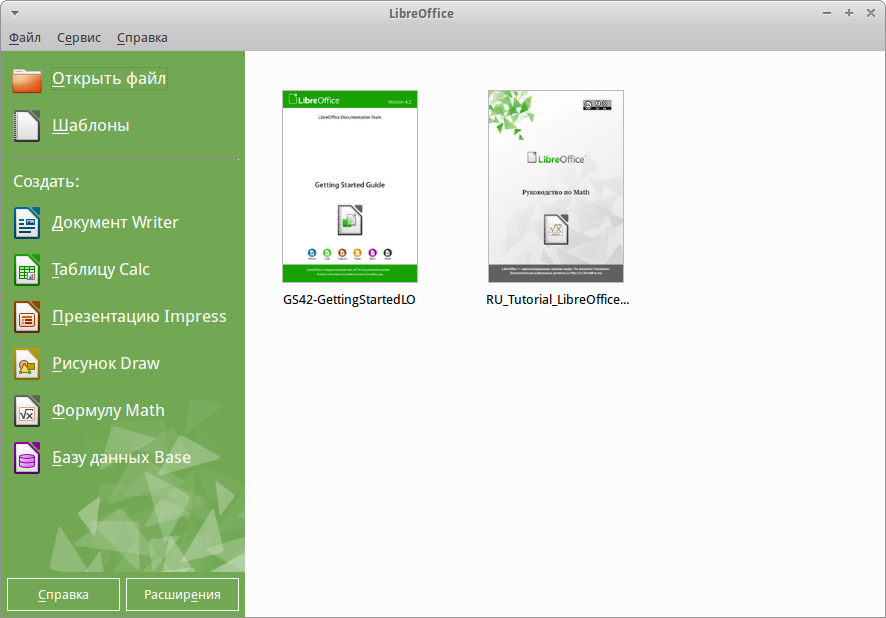 LibreOffice
Файл Сервис Справка
Открыть файл
Шаблоны
Создать:
Документ Writer
Таблицу Calc
Презентацию Impress
Рисунок Draw
Формулу Math
Базу данных Base
Справка Расширения
LibreOffice Version 4.2
LibreOffice Documentation Team
Getting Started Guide
GS42-GettingStartedLO
LibreOffice
Руководство по Math
RU_Tutorial_LibreOffice...